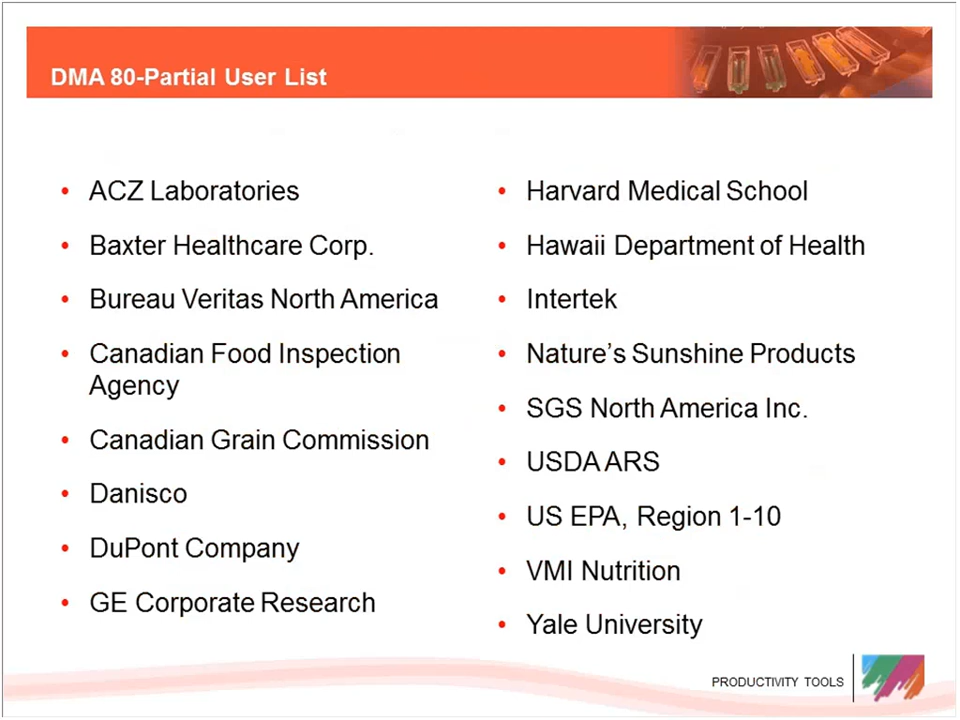 DMA 80-Partial User List
• ACZ Laboratories
• Baxter Healthcare Corp.
• Bureau Veritas North America
• Canadian Food Inspection
Agency
• Canadian Grain Commission
• Danisco
• DuPont Company
• GE Corporate Research
• Harvard Medical School
• Hawaii Department of Health
• Intertek
• Nature’s Sunshine Products
• SGS North America Inc.
• USDA ARS
• US EPA, Region 1-10
• VMI Nutrition
• Yale University
PRODUCTIVITY TOOLS